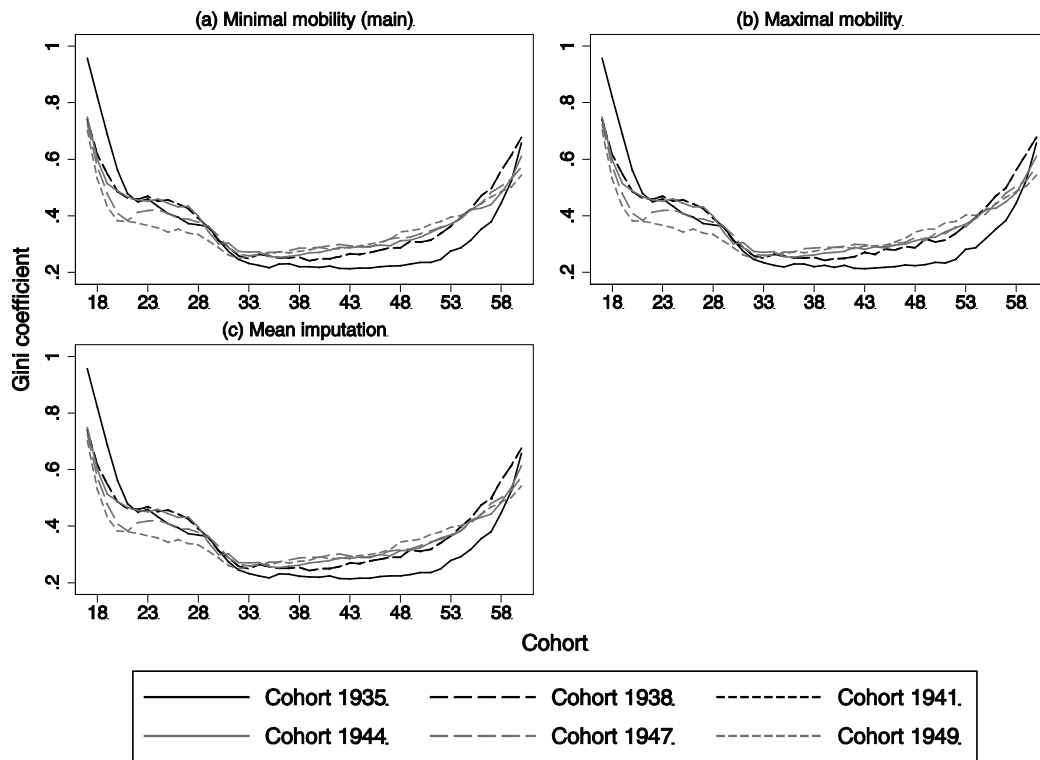 (a) Minimal mobility (main).
(b) Maximal mobility.
1
.8
.6
.4
.2
18. 23. 28. 33. 38. 43. 48. 53. 58.
1
.8
.6
.4
.2
18. 23. 28. 33. 38. 43. 48. 53. 58.
Gini coefficient
(c) Mean imputation.
1
.8
.6
.4
.2
18. 23. 28. 33. 38. 43. 48. 53. 58.
Cohort.
Cohort 1935. Cohort 1938. Cohort 1941.
Cohort 1944. Cohort 1947. Cohort 1949.